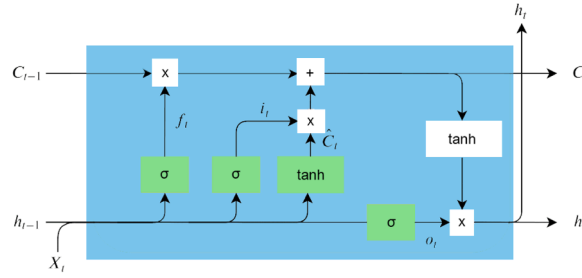 h_t
C_{t-1}
x
+
C
f_t
i_t
x
Ĉ_t
tanh
σ
σ
tanh
h_{t-1}
σ
o_t
x
h
X_t